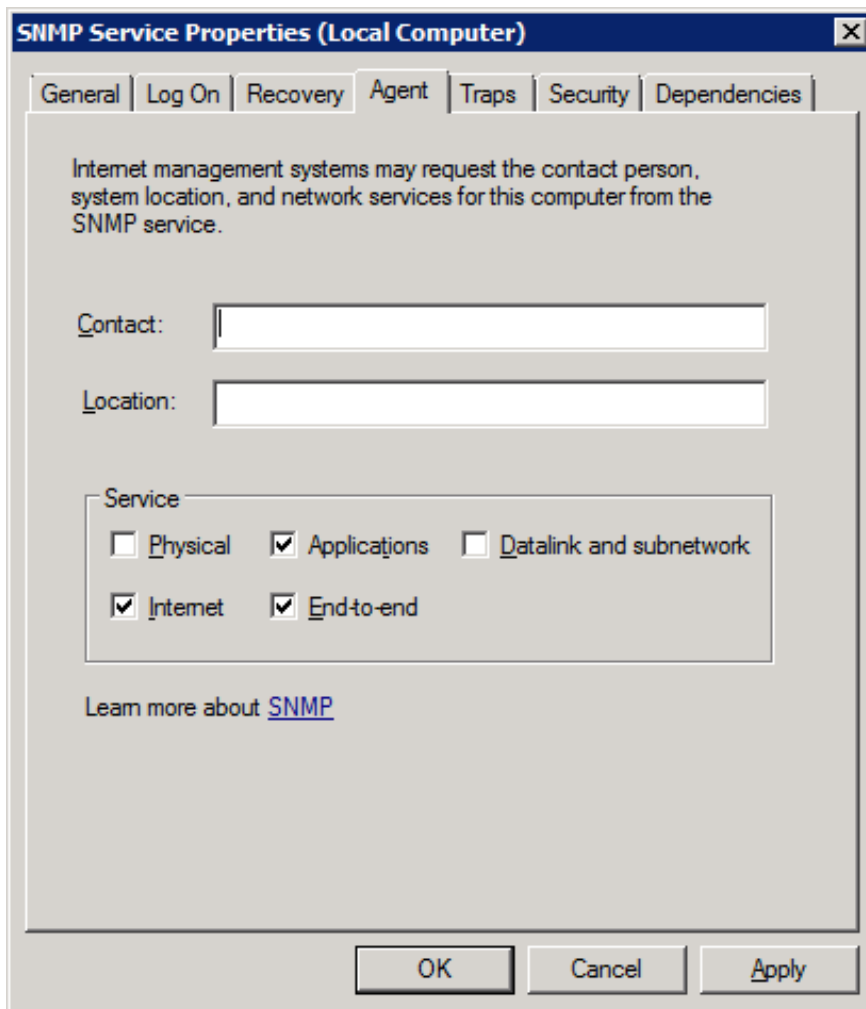 SNMP Service Properties (Local Computer)
General Log On Recovery Agent Traps Security Dependencies
Internet management systems may request the contact person,
system location, and network services for this computer from the
SNMP service.
Contact:
Location:
Service
Physical Applications Datalink and subnetwork
Internet End-to-end
Learn more about SNMP
OK Cancel Apply